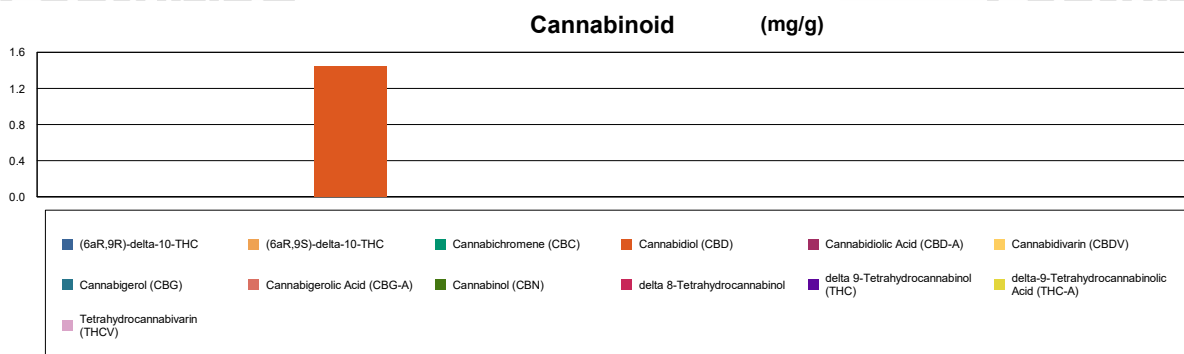 Cannabinoid (mg/g)
1.6
1.2
0.8
0.4
0.0
(6aR,9R)-delta-10-THC (6aR,9S)-delta-10-THC Cannabichromene (CBC) Cannabidiol (CBD) Cannabidiolic Acid (CBD-A) Cannabidivarin (CBDV)
Cannabigerol (CBG) Cannabigerolic Acid (CBG-A) Cannabinol (CBN) delta 8-Tetrahydrocannabinol delta 9-Tetrahydrocannabinol
(THC) delta-9-Tetrahydrocannabinolic
Acid (THC-A)
Tetrahydrocannabivarin
(THCV)